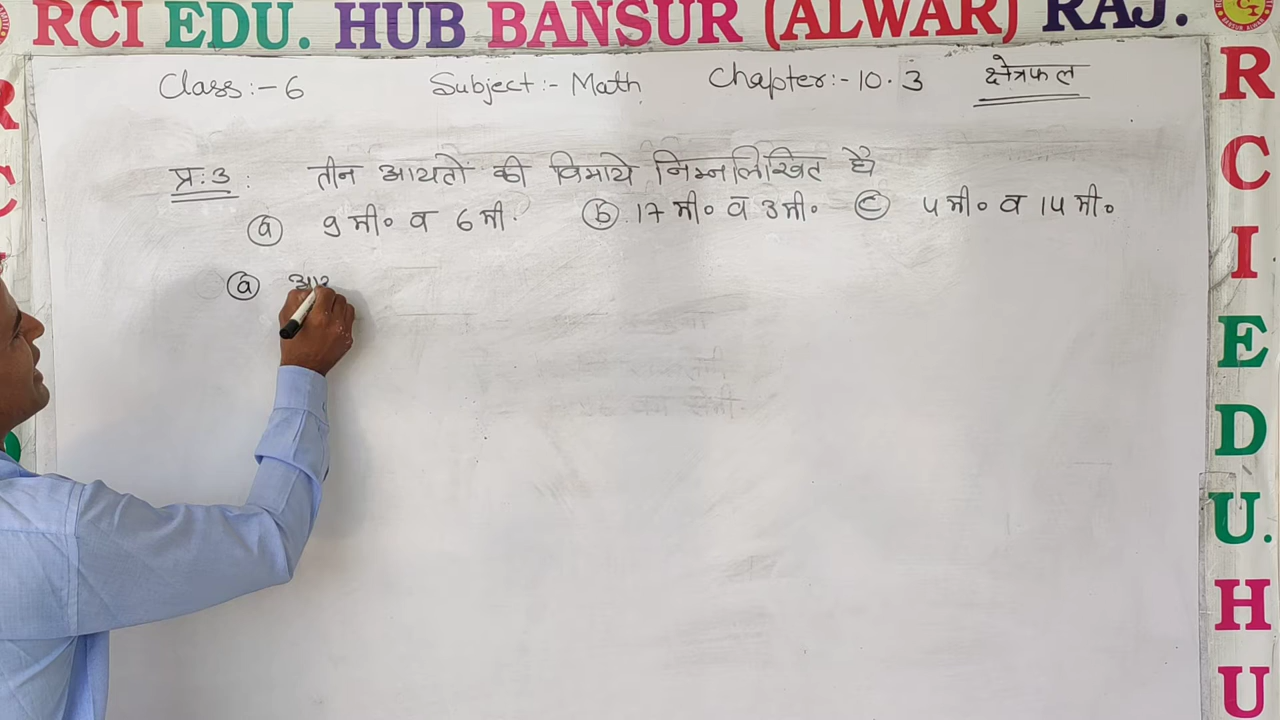 RCI EDU. HUB BANSUR (ALWAR) RAJ.
Class:- 6 Subject:- Math Chapter:- 10.3 क्षेत्रफल
प्र:3 : तीन आयतों की विमाये निम्नलिखित है
(a) 9 मी० व 6 मी. (b) 17 मी० व 3 मी० (c) 4 मी० व 14 मी०
(a) आय
R C I E D U. H U